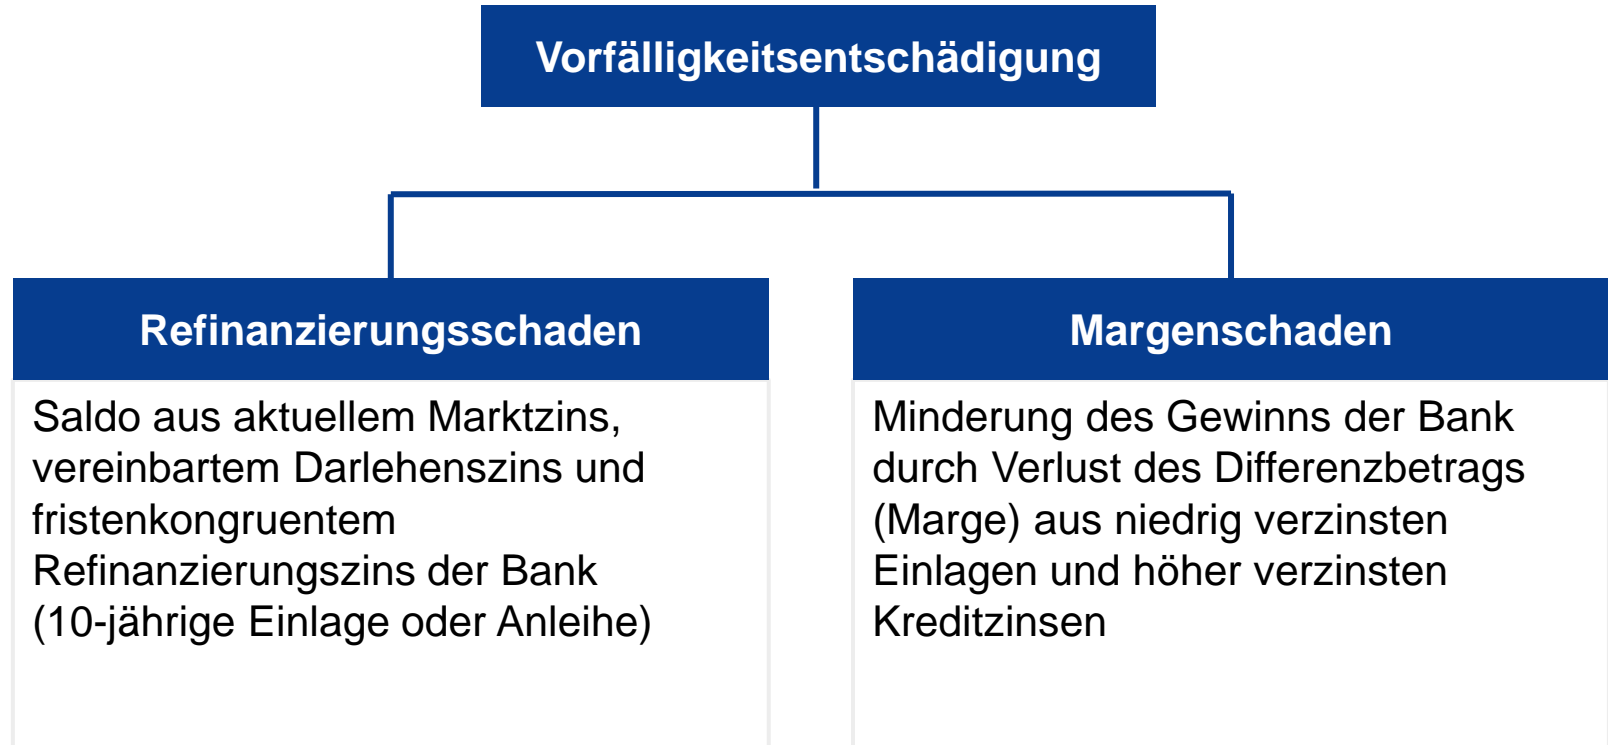 Vorfälligkeitsentschädigung
Refinanzierungsschaden
Saldo aus aktuellem Marktzins,
vereinbartem Darlehenszins und
fristenkongruentem
Refinanzierungszins der Bank
(10-jährige Einlage oder Anleihe)
Margenschaden
Minderung des Gewinns der Bank
durch Verlust des Differenzbetrags
(Marge) aus niedrig verzinsten
Einlagen und höher verzinsten
Kreditzinsen